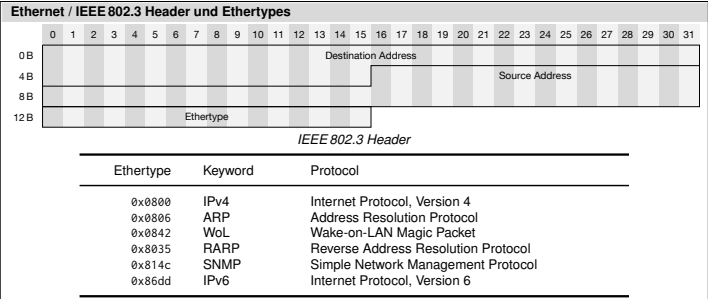 Ethernet / IEEE 802.3 Header und Ethertypes
0 1 2 3 4 5 6 7 8 9 10 11 12 13 14 15 16 17 18 19 20 21 22 23 24 25 26 27 28 29 30 31
0 B Destination Address
4 B Source Address
8 B
12 B Ethertype
IEEE 802.3 Header
Ethertype Keyword Protocol
0x0800 IPv4 Internet Protocol, Version 4
0x0806 ARP Address Resolution Protocol
0x0842 WoL Wake-on-LAN Magic Packet
0x8035 RARP Reverse Address Resolution Protocol
0x814c SNMP Simple Network Management Protocol
0x86dd IPv6 Internet Protocol, Version 6